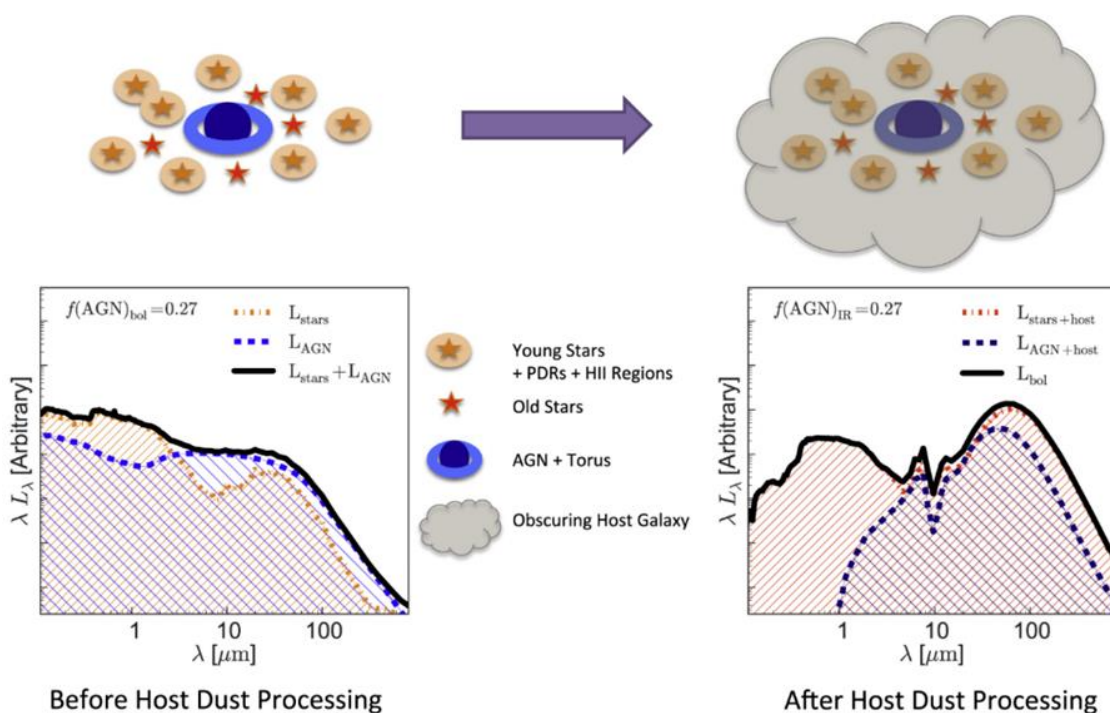 f(AGN)bol=0.27
Lstars
LAGN
Lstars+LAGN
λ Lλ [Arbitrary]
1
10
100
λ [μm]
Before Host Dust Processing
Young Stars
+ PDRs + HII Regions
Old Stars
AGN + Torus
Obscuring Host Galaxy
f(AGN)IR=0.27
Lstars+host
LAGN+host
Lbol
λ Lλ [Arbitrary]
1
10
100
λ [μm]
After Host Dust Processing